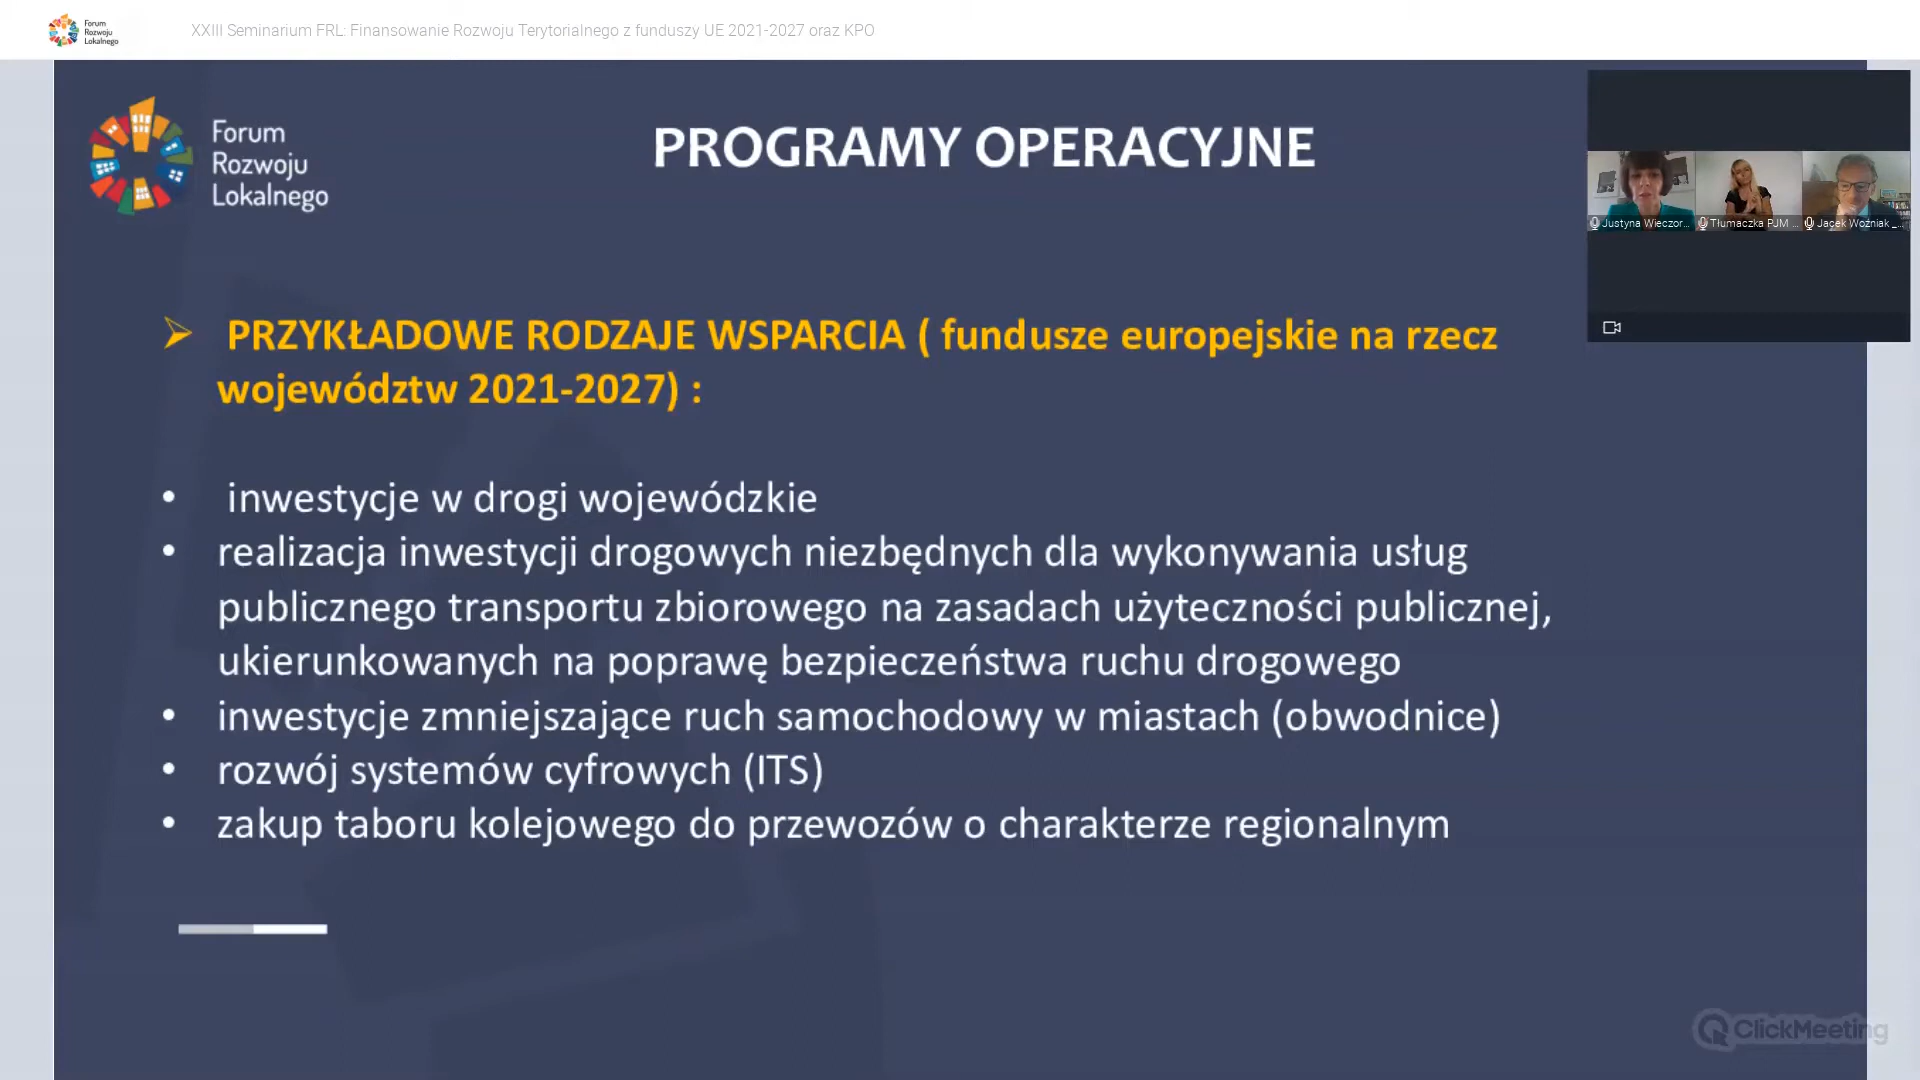 Forum
Rozwoju
Lokalnego
XXIII Seminarium FRL: Finansowanie Rozwoju Terytorialnego z funduszy UE 2021-2027 oraz KPO
Forum
Rozwoju
Lokalnego
PROGRAMY OPERACYJNE
Justyna Wieczor...
Tłumaczka PJM ...
Jacek Woźniak _...
➢ PRZYKŁADOWE RODZAJE WSPARCIA ( fundusze europejskie na rzecz
województw 2021-2027) :
• inwestycje w drogi wojewódzkie
• realizacja inwestycji drogowych niezbędnych dla wykonywania usług
publicznego transportu zbiorowego na zasadach użyteczności publicznej,
ukierunkowanych na poprawę bezpieczeństwa ruchu drogowego
• inwestycje zmniejszające ruch samochodowy w miastach (obwodnice)
• rozwój systemów cyfrowych (ITS)
• zakup taboru kolejowego do przewozów o charakterze regionalnym
ClickMeeting